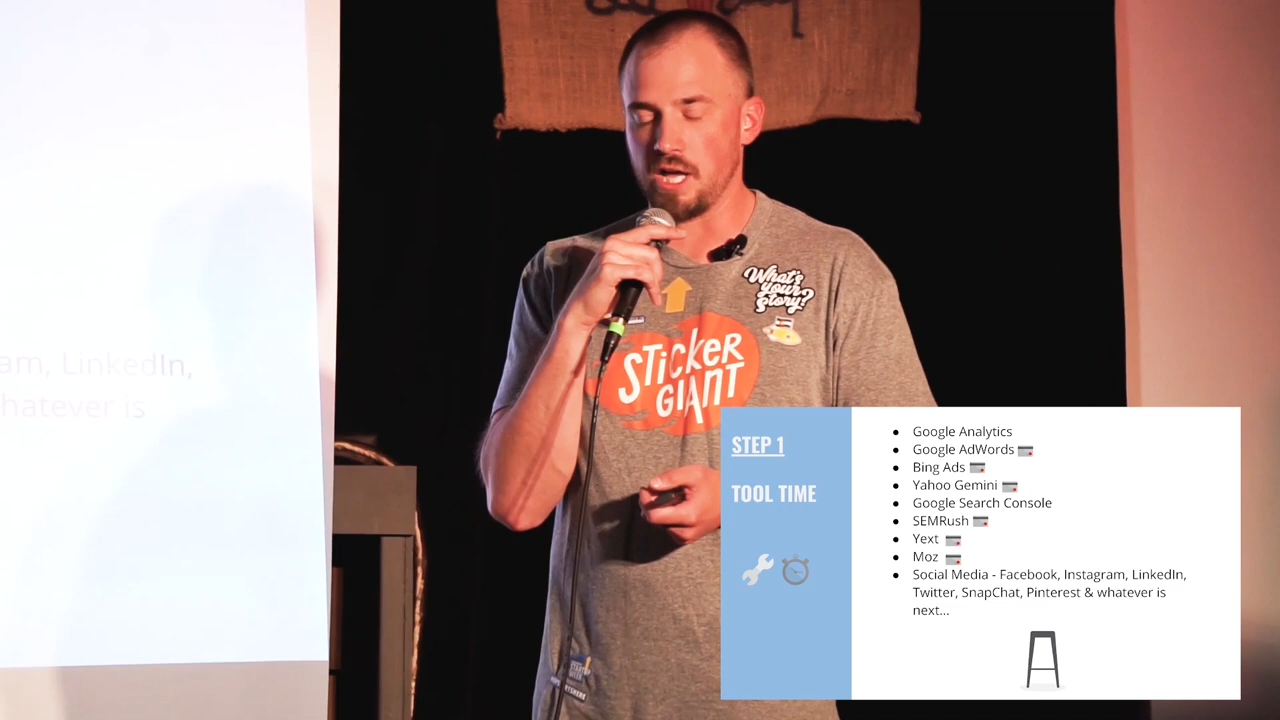 am, LinkedIn,
hatever is
What's
your
story?
STICKER
GIANT
STEP 1
TOOL TIME
• Google Analytics
• Google AdWords
• Bing Ads
• Yahoo Gemini
• Google Search Console
• SEMRush
• Yext
• Moz
• Social Media - Facebook, Instagram, LinkedIn,
Twitter, SnapChat, Pinterest & whatever is
next...